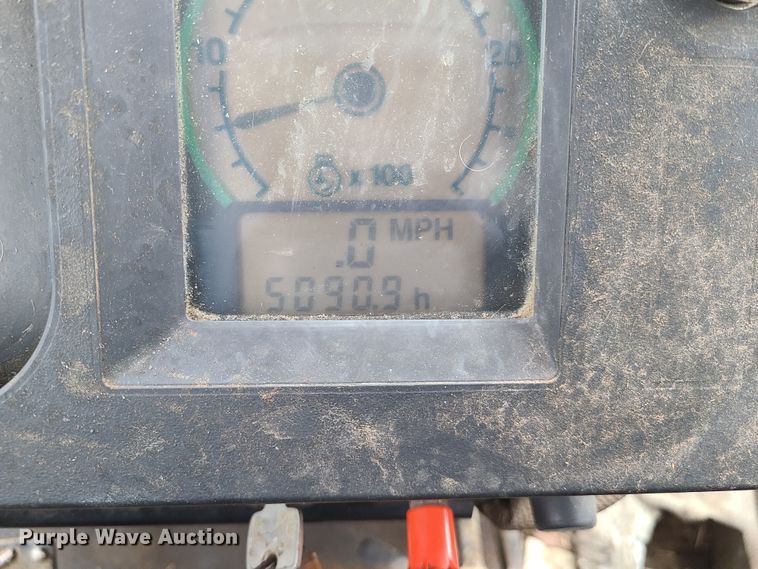 10 20
x 100
.0 MPH
5090.9 h
Purple Wave Auction